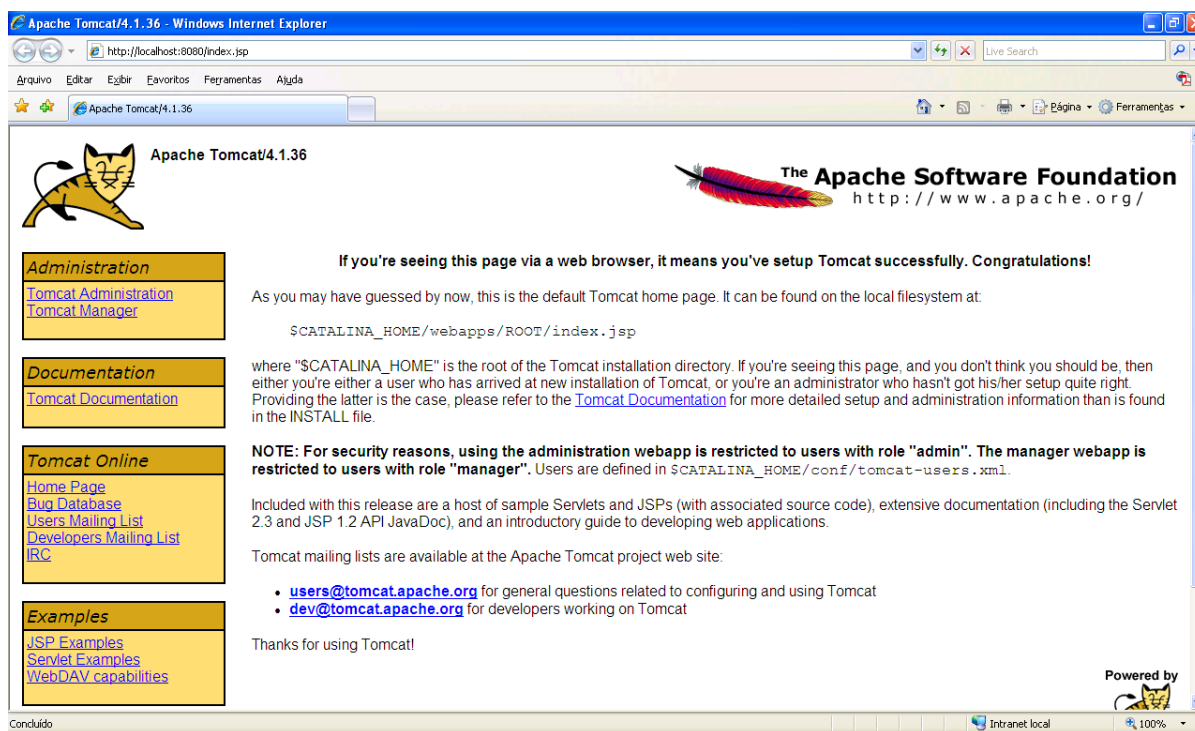 Apache Tomcat/4.1.36 - Windows Internet Explorer
http://localhost:8080/index.jsp
Live Search
Arquivo Editar Exibir Favoritos Ferramentas Ajuda
Apache Tomcat/4.1.36
Página Ferramentas
Apache Tomcat/4.1.36
The Apache Software Foundation
http://www.apache.org/
Administration
Tomcat Administration
Tomcat Manager
Documentation
Tomcat Documentation
Tomcat Online
Home Page
Bug Database
Users Mailing List
Developers Mailing List
IRC
Examples
JSP Examples
Servlet Examples
WebDAV capabilities
If you're seeing this page via a web browser, it means you've setup Tomcat successfully. Congratulations!
As you may have guessed by now, this is the default Tomcat home page. It can be found on the local filesystem at:
$CATALINA_HOME/webapps/ROOT/index.jsp
where "$CATALINA_HOME" is the root of the Tomcat installation directory. If you're seeing this page, and you don't think you should be, then
either you're either a user who has arrived at new installation of Tomcat, or you're an administrator who hasn't got his/her setup quite right.
Providing the latter is the case, please refer to the Tomcat Documentation for more detailed setup and administration information than is found
in the INSTALL file.
NOTE: For security reasons, using the administration webapp is restricted to users with role "admin". The manager webapp is
restricted to users with role "manager". Users are defined in $CATALINA_HOME/conf/tomcat-users.xml.
Included with this release are a host of sample Servlets and JSPs (with associated source code), extensive documentation (including the Servlet
2.3 and JSP 1.2 API JavaDoc), and an introductory guide to developing web applications.
Tomcat mailing lists are available at the Apache Tomcat project web site:
• users@tomcat.apache.org for general questions related to configuring and using Tomcat
• dev@tomcat.apache.org for developers working on Tomcat
Thanks for using Tomcat!
Powered by
Concluído
Intranet local
100%